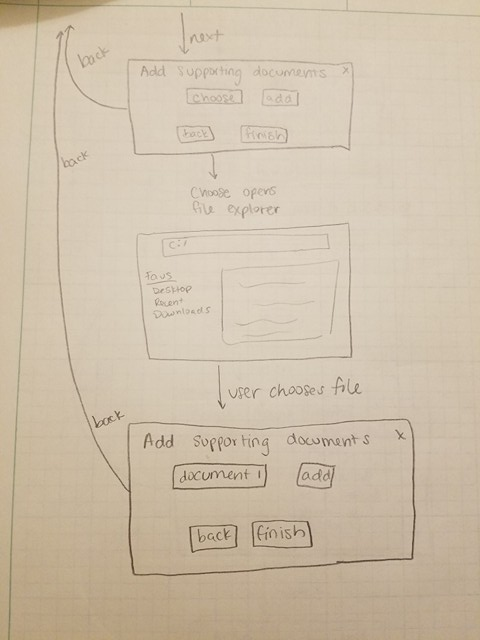 next
back
Add supporting documents x
choose add
back finish
back
Choose opens
file explorer
C:/
Favs
Desktop
Recent
Downloads
user chooses file
back
Add supporting documents x
document 1 add
back finish